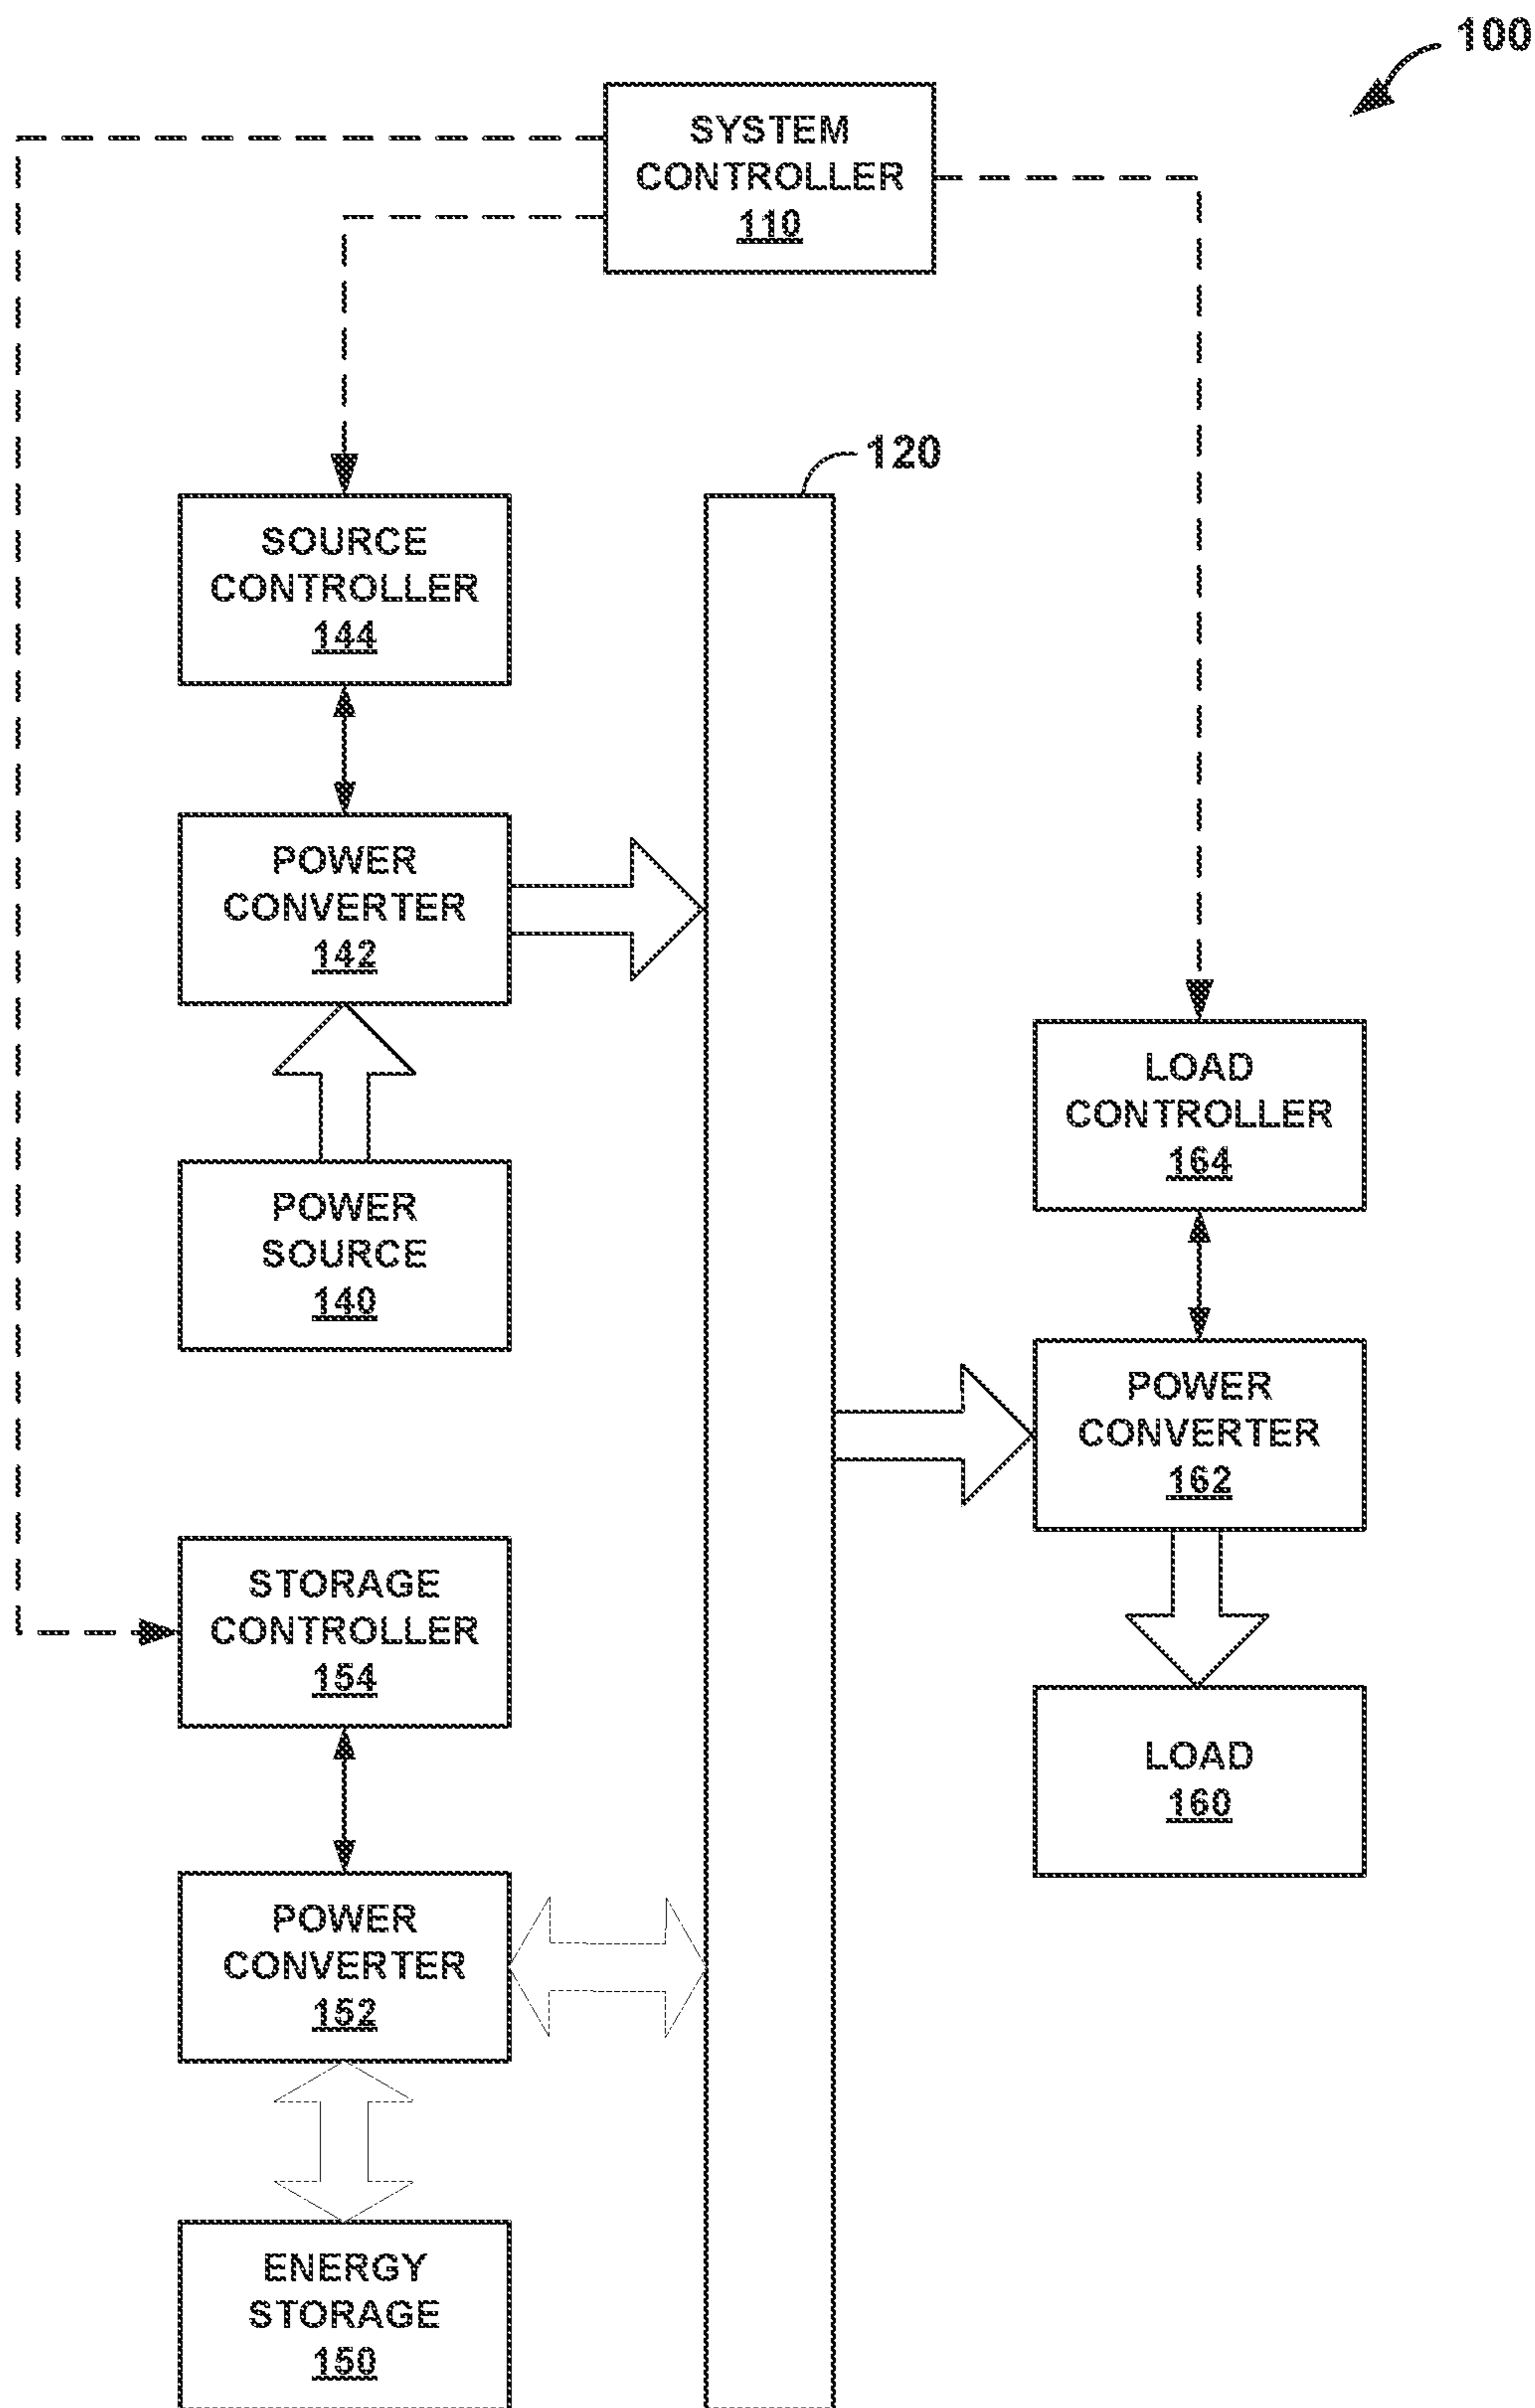 100
SYSTEM
CONTROLLER
110
120
SOURCE
CONTROLLER
144
POWER
CONVERTER
142
POWER
SOURCE
140
LOAD
CONTROLLER
164
POWER
CONVERTER
162
LOAD
160
STORAGE
CONTROLLER
154
POWER
CONVERTER
152
ENERGY
STORAGE
150